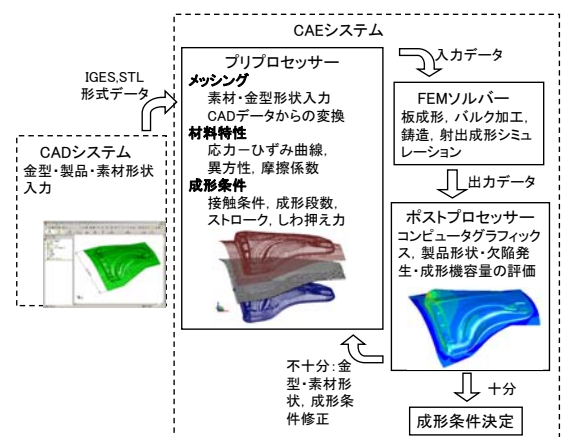 CAEシステム
プリプロセッサー
メッシング
素材・金型形状入力
CADデータからの変換
材料特性
応力ーひずみ曲線,
異方性, 摩擦係数
成形条件
接触条件, 成形段数,
ストローク, しわ押え力
IGES,STL
形式データ
CADシステム
金型・製品・素材形状
入力
入力データ
FEMソルバー
板成形, バルク加工,
鋳造, 射出成形シミュ
レーション
出力データ
ポストプロセッサー
コンピュータグラフィック
ス, 製品形状・欠陥発
生・成形機容量の評価
不十分：金
型・素材形
状, 成形条
件修正
十分
成形条件決定